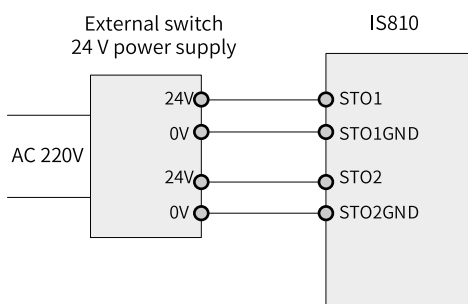 External switch
24 V power supply
IS810
AC 220V
24V
0V
24V
0V
STO1
STO1GND
STO2
STO2GND